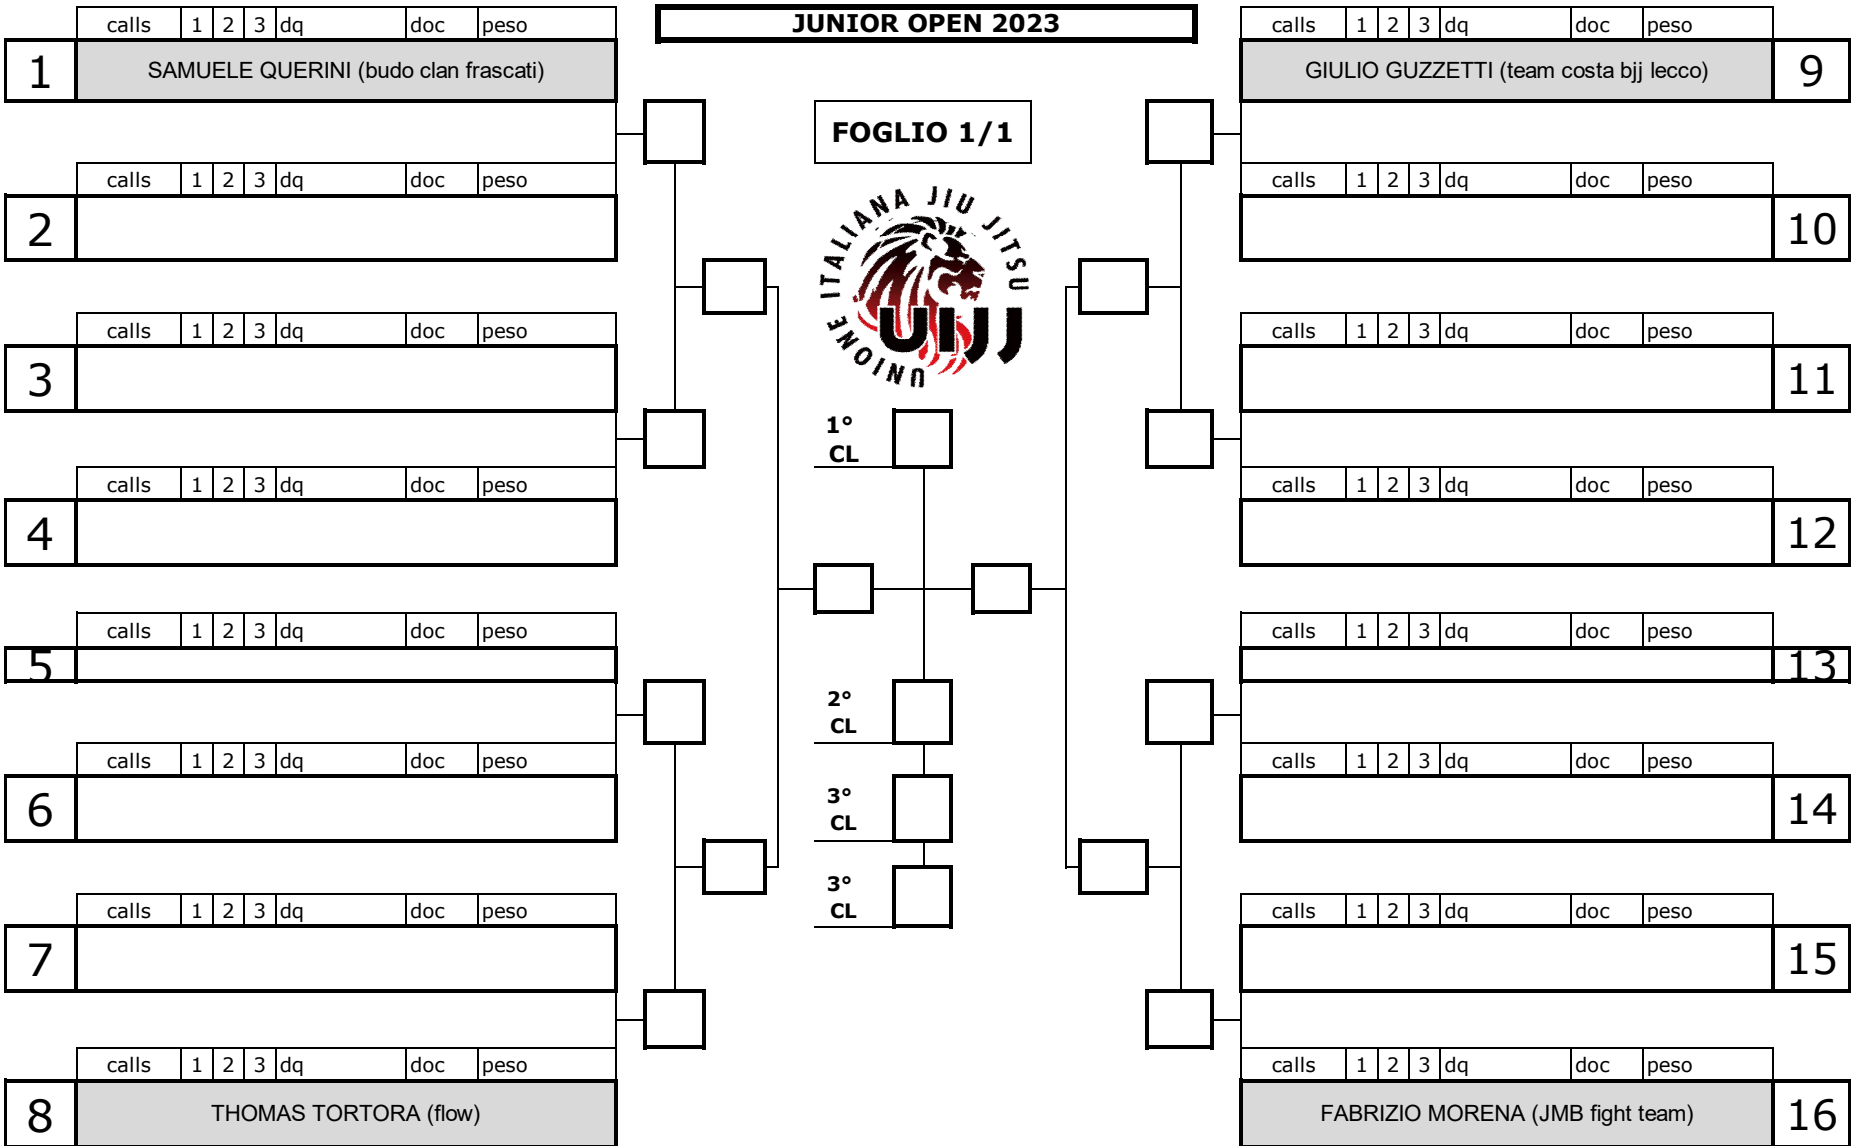 calls 1 2 3 dq doc peso
JUNIOR OPEN 2023
calls 1 2 3 dq doc peso
1 SAMUELE QUERINI (budo clan frascati)
GIULIO GUZZETTI (team costa bjj lecco) 9
FOGLIO 1/1
calls 1 2 3 dq doc peso
calls 1 2 3 dq doc peso
2
10
UNIONE ITALIANA JIU JITSU
UIJJ
calls 1 2 3 dq doc peso
calls 1 2 3 dq doc peso
3
11
1°
CL
calls 1 2 3 dq doc peso
calls 1 2 3 dq doc peso
4
12
calls 1 2 3 dq doc peso
calls 1 2 3 dq doc peso
5
13
2°
CL
calls 1 2 3 dq doc peso
calls 1 2 3 dq doc peso
6
14
3°
CL
3°
CL
calls 1 2 3 dq doc peso
calls 1 2 3 dq doc peso
7
15
calls 1 2 3 dq doc peso
calls 1 2 3 dq doc peso
8 THOMAS TORTORA (flow)
FABRIZIO MORENA (JMB fight team) 16